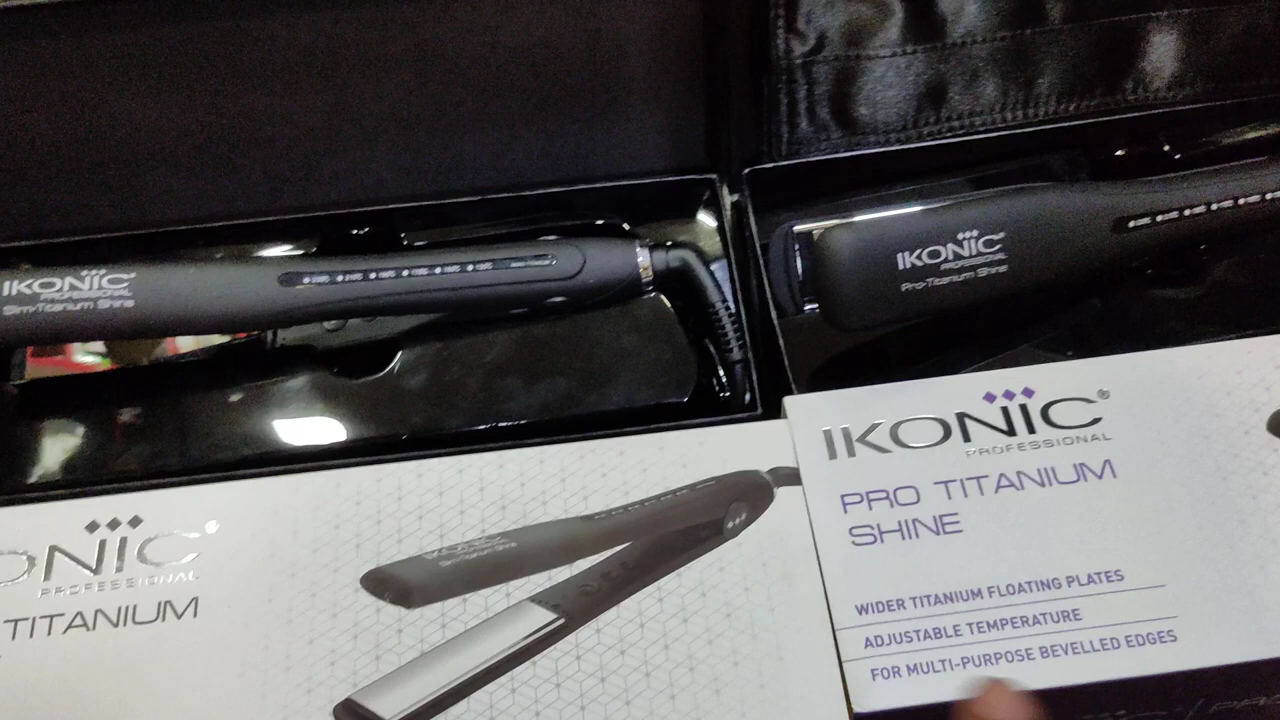 IKONIC
PROFESSIONAL
Slim-Titanium Shine
IKONIC
PROFESSIONAL
Pro-Titanium Shine
ONIC®
PROFESSIONAL
TITANIUM
IKONIC
IKONIC®
PROFESSIONAL
PRO TITANIUM
SHINE
WIDER TITANIUM FLOATING PLATES
ADJUSTABLE TEMPERATURE
FOR MULTI-PURPOSE BEVELLED EDGES